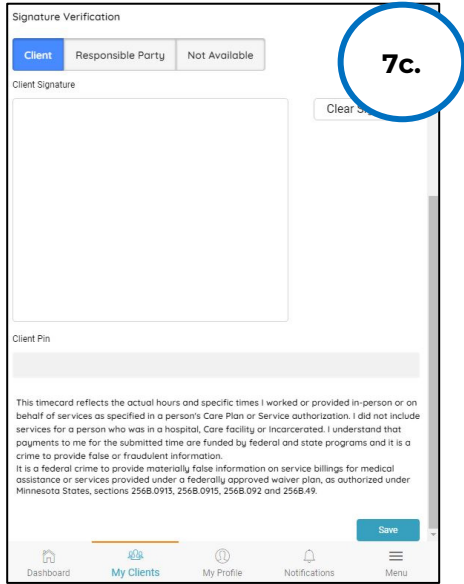 Signature Verification
7c.
Client Responsible Party Not Available
Client Signature
Clear
Client Pin
This timecard reflects the actual hours and specific times I worked or provided in-person or on
behalf of services as specified in a person's Care Plan or Service authorization. I did not include
services for a person who was in a hospital, Care facility or Incarcerated. I understand that
payments to me for the submitted time are funded by federal and state programs and it is a
crime to provide false or fraudulent information.
It is a federal crime to provide materially false information on service billings for medical
assistance or services provided under a federally approved waiver plan, as authorized under
Minnesota States, sections 256B.0913, 256B.0915, 256B.092 and 256B.49.
Save
Dashboard My Clients My Profile Notifications Menu